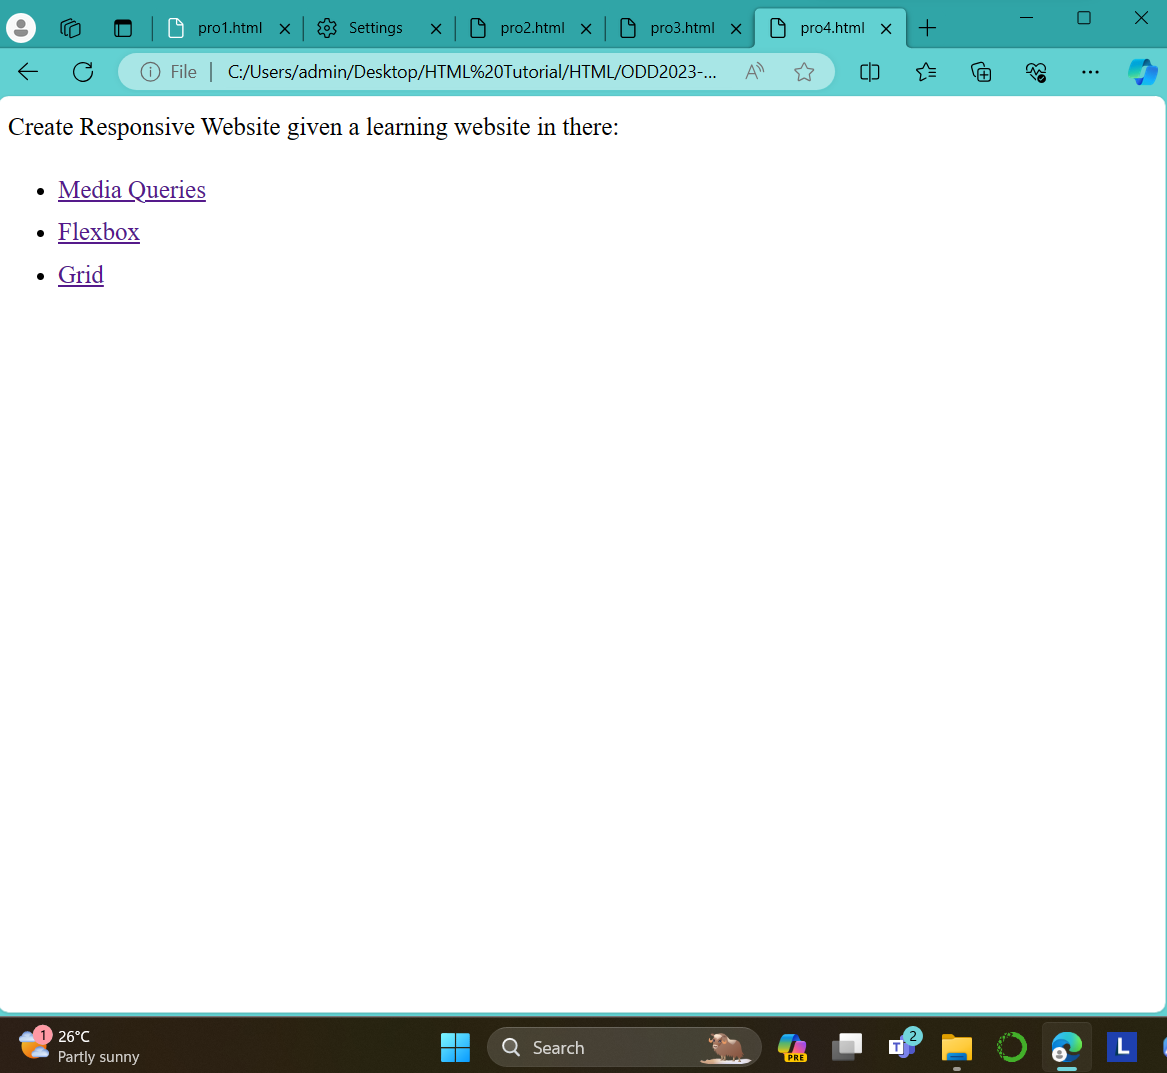 pro1.html
Settings
pro2.html
pro3.html
pro4.html
File
C:/Users/admin/Desktop/HTML%20Tutorial/HTML/ODD2023-...
Create Responsive Website given a learning website in there:
Media Queries
Flexbox
Grid
1
26°C
Partly sunny
Search
PRE
T
2
L